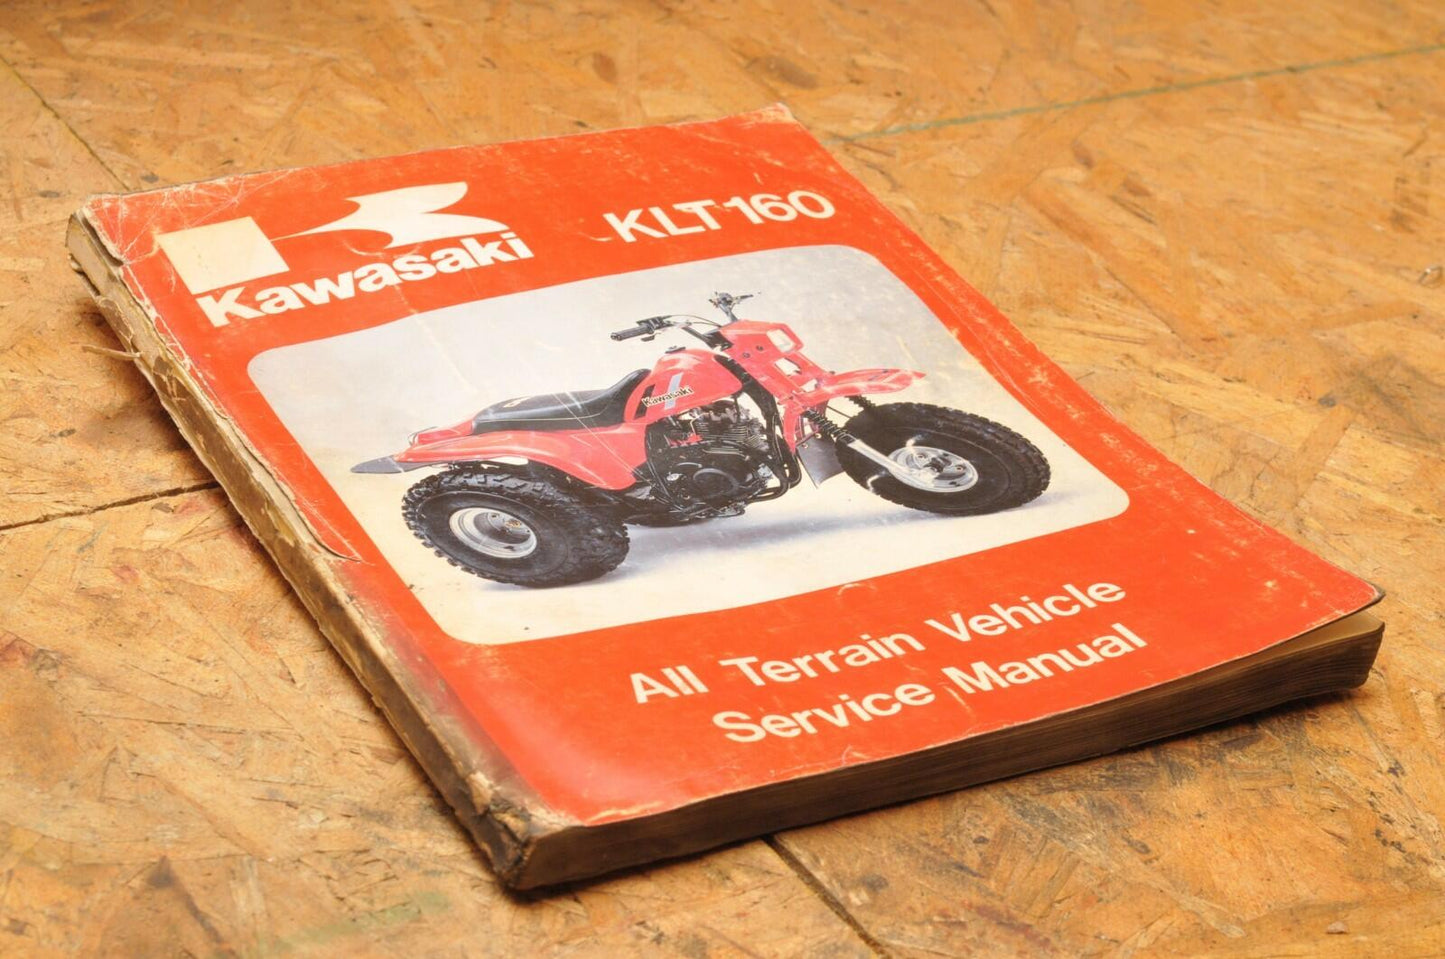 Kawasaki
KLT160
Kawasaki
All Terrain Vehicle
Service Manual